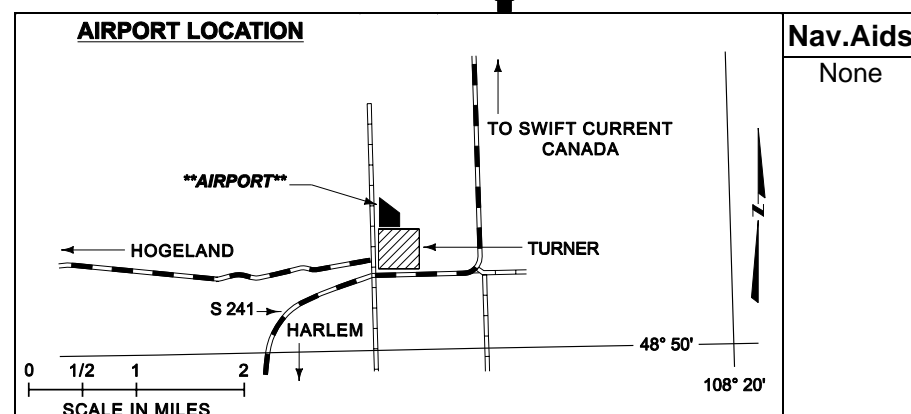 AIRPORT LOCATION
Nav.Aids
None
TO SWIFT CURRENT
CANADA
**AIRPORT**
N
HOGELAND
TURNER
S 241
HARLEM
48° 50'
0 1/2 1 2
108° 20'
SCALE IN MILES